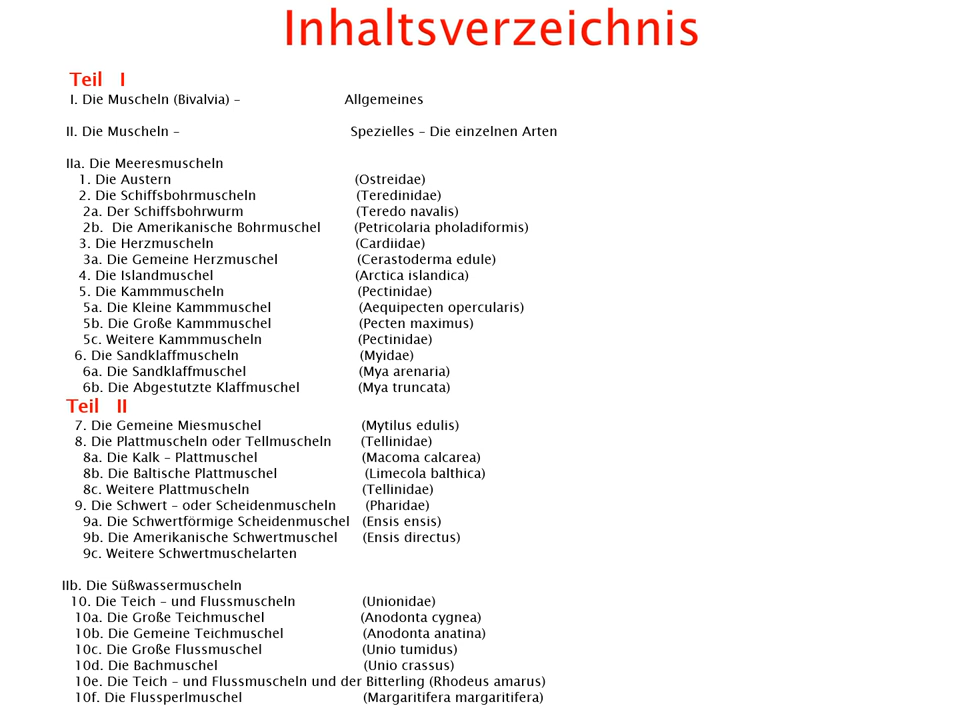 Inhaltsverzeichnis
Teil I
I. Die Muscheln (Bivalvia) – Allgemeines
II. Die Muscheln – Spezielles – Die einzelnen Arten
IIa. Die Meeresmuscheln
1. Die Austern (Ostreidae)
2. Die Schiffsbohrmuscheln (Teredinidae)
2a. Der Schiffsbohrwurm (Teredo navalis)
2b. Die Amerikanische Bohrmuschel (Petricolaria pholadiformis)
3. Die Herzmuscheln (Cardiidae)
3a. Die Gemeine Herzmuschel (Cerastoderma edule)
4. Die Islandmuschel (Arctica islandica)
5. Die Kammmuscheln (Pectinidae)
5a. Die Kleine Kammmuschel (Aequipecten opercularis)
5b. Die Große Kammmuschel (Pecten maximus)
5c. Weitere Kammmuscheln (Pectinidae)
6. Die Sandklaffmuscheln (Myidae)
6a. Die Sandklaffmuschel (Mya arenaria)
6b. Die Abgestutzte Klaffmuschel (Mya truncata)
Teil II
7. Die Gemeine Miesmuschel (Mytilus edulis)
8. Die Plattmuscheln oder Tellmuscheln (Tellinidae)
8a. Die Kalk – Plattmuschel (Macoma calcarea)
8b. Die Baltische Plattmuschel (Limecola balthica)
8c. Weitere Plattmuscheln (Tellinidae)
9. Die Schwert – oder Scheidenmuscheln (Pharidae)
9a. Die Schwertförmige Scheidenmuschel (Ensis ensis)
9b. Die Amerikanische Schwertmuschel (Ensis directus)
9c. Weitere Schwertmuschelarten
IIb. Die Süßwassermuscheln
10. Die Teich – und Flussmuscheln (Unionidae)
10a. Die Große Teichmuschel (Anodonta cygnea)
10b. Die Gemeine Teichmuschel (Anodonta anatina)
10c. Die Große Flussmuschel (Unio tumidus)
10d. Die Bachmuschel (Unio crassus)
10e. Die Teich – und Flussmuscheln und der Bitterling (Rhodeus amarus)
10f. Die Flussperlmuschel (Margaritifera margaritifera)